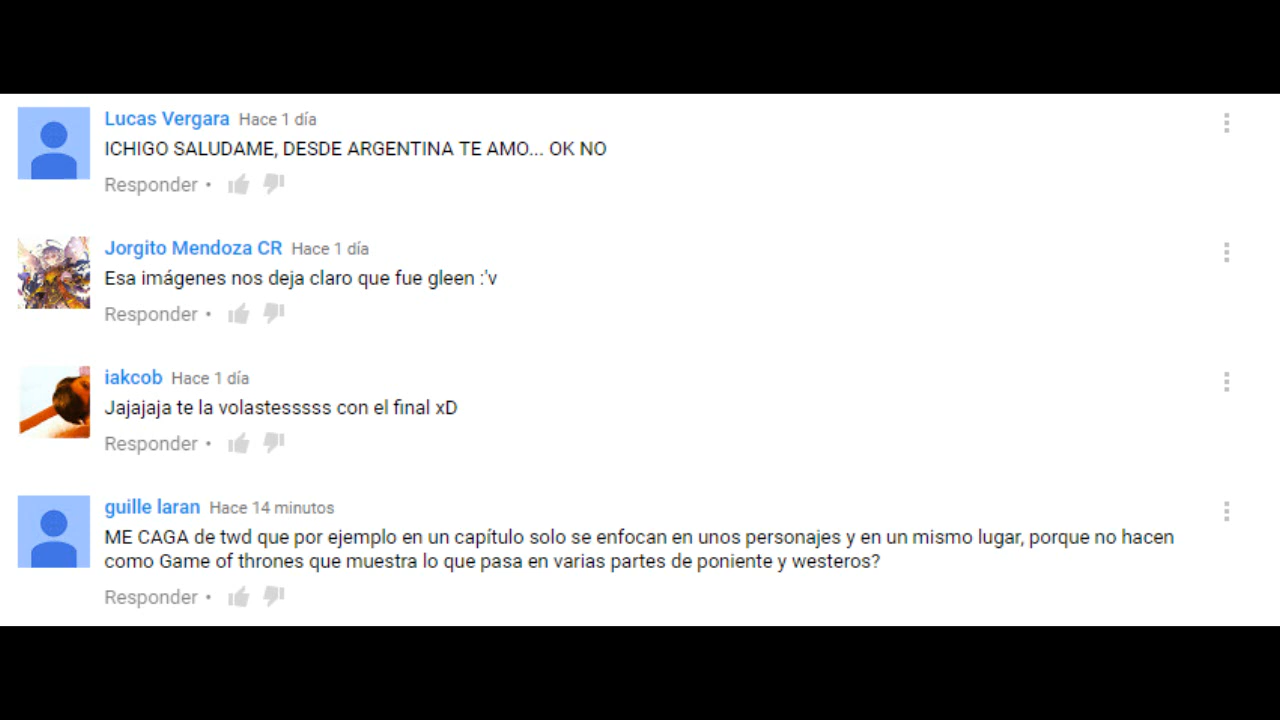 Lucas Vergara Hace 1 día
ICHIGO SALUDAME, DESDE ARGENTINA TE AMO... OK NO
Responder •
Jorgito Mendoza CR Hace 1 día
Esa imágenes nos deja claro que fue gleen :'v
Responder •
iakcob Hace 1 día
Jajajaja te la volastesssss con el final xD
Responder •
guille laran Hace 14 minutos
ME CAGA de twd que por ejemplo en un capítulo solo se enfocan en unos personajes y en un mismo lugar, porque no hacen
como Game of thrones que muestra lo que pasa en varias partes de poniente y westeros?
Responder •